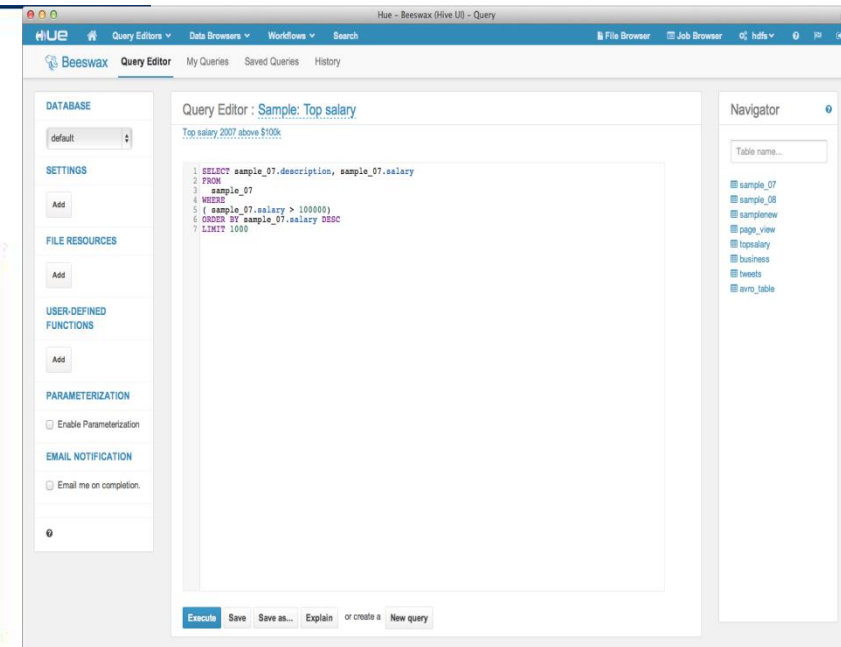 Hue - Beeswax (Hive UI) - Query
HUE Query Editors Data Browsers Workflows Search File Browser Job Browser hdfs
Beeswax Query Editor My Queries Saved Queries History
DATABASE
default
SETTINGS
Add
FILE RESOURCES
Add
USER-DEFINED
FUNCTIONS
Add
PARAMETERIZATION
Enable Parameterization
EMAIL NOTIFICATION
Email me on completion.
Query Editor : Sample: Top salary
Top salary 2007 above $100k
1 SELECT sample_07.description, sample_07.salary
2 FROM
3 sample_07
4 WHERE
5 ( sample_07.salary > 100000)
6 ORDER BY sample_07.salary DESC
7 LIMIT 1000
Execute Save Save as... Explain or create a New query
Navigator
Table name...
sample_07
sample_08
samplenew
page_view
topsalary
business
tweets
avro_table